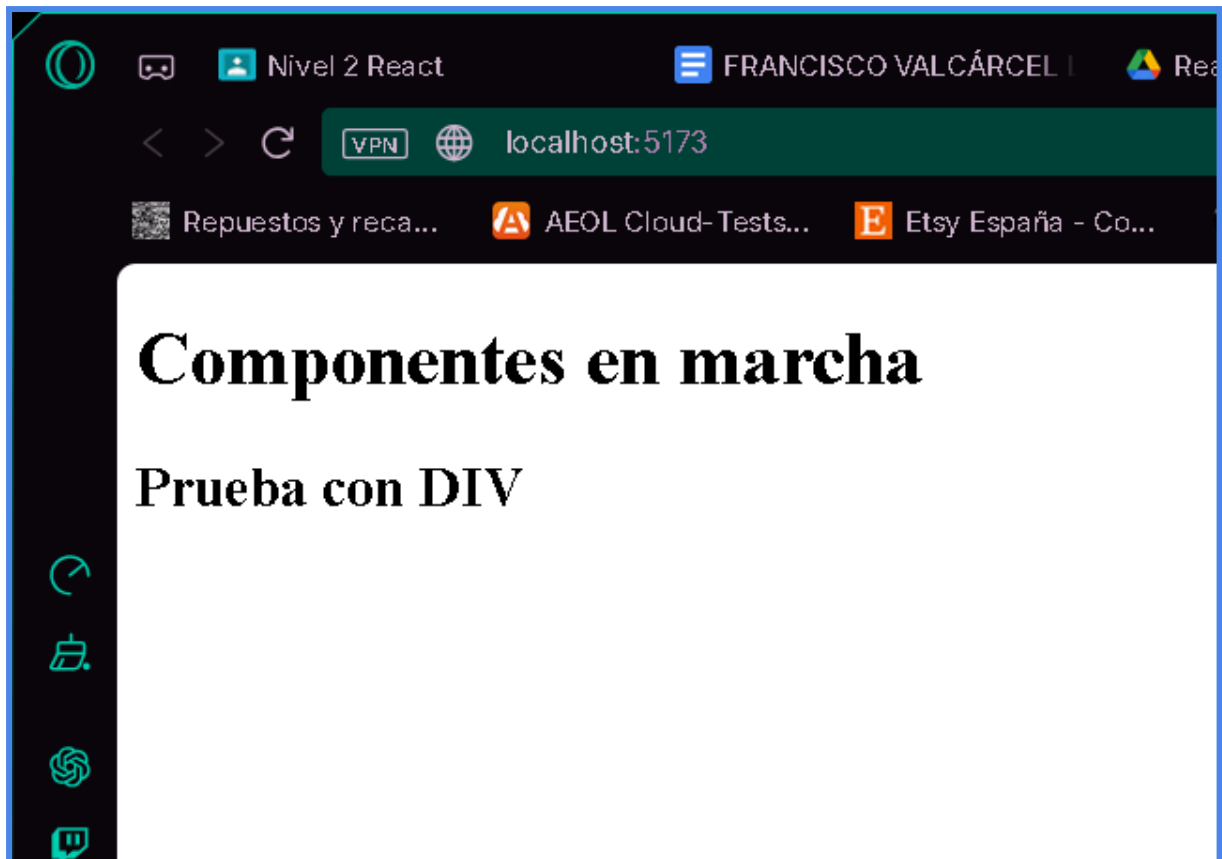 Nivel 2 React
FRANCISCO VALCÁRCEL
VPN localhost:5173
Repuestos y reca... AEOL Cloud-Tests... Etsy España - Co...
Componentes en marcha
Prueba con DIV